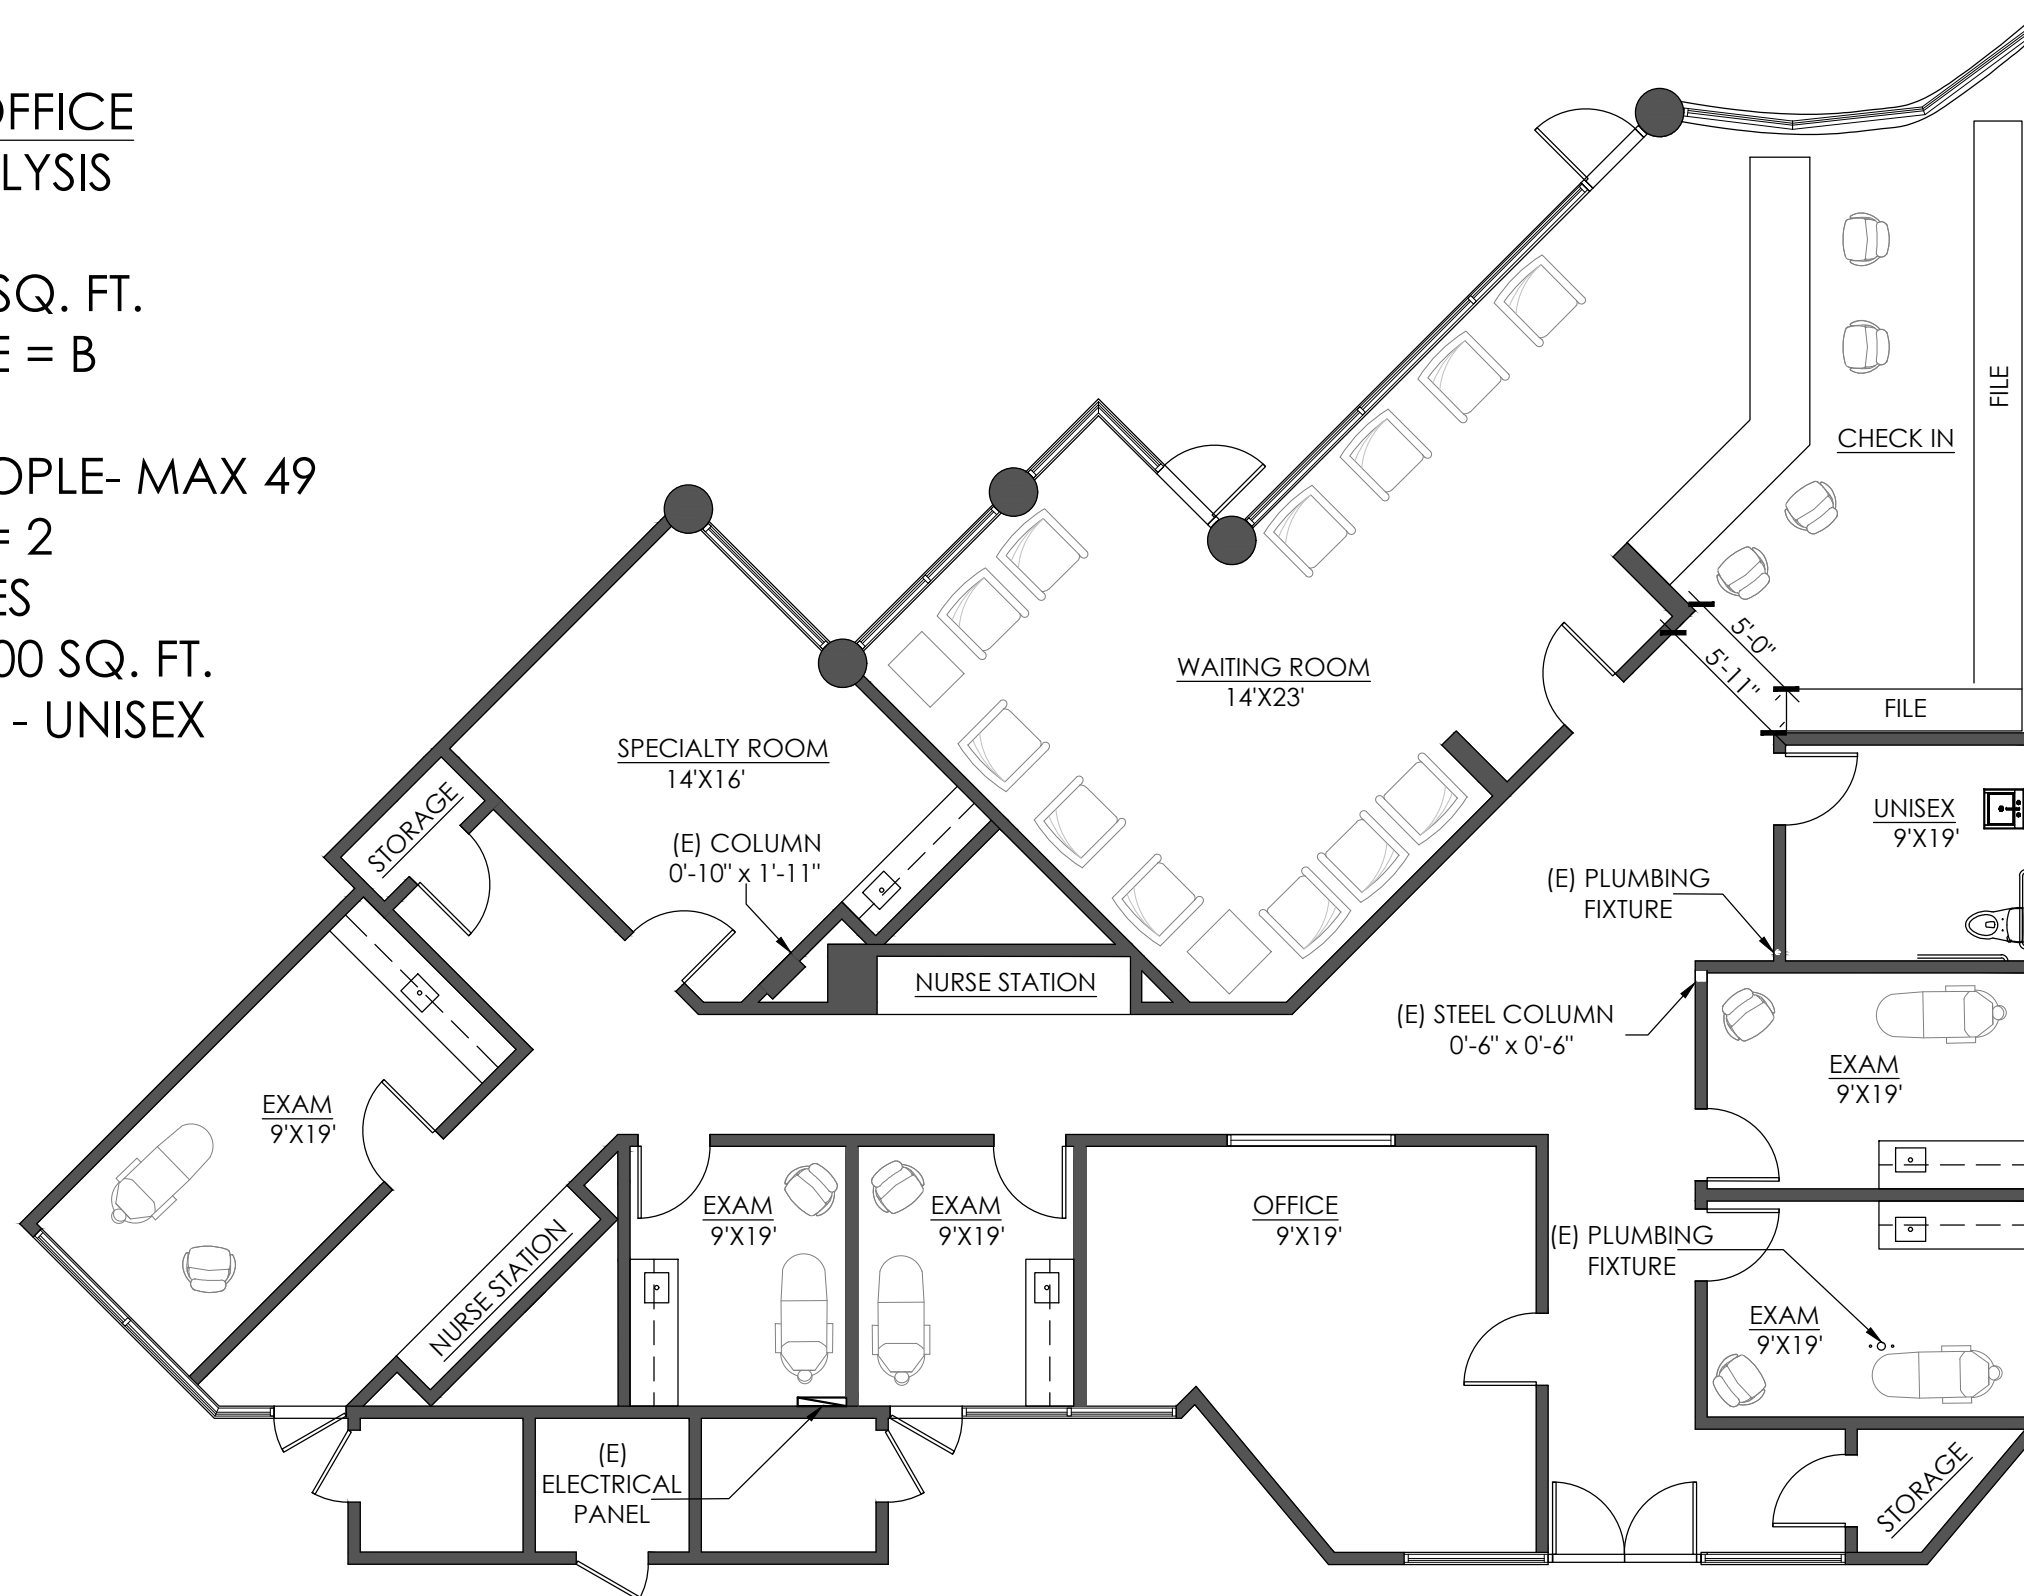 OFFICE
LYSIS
SQ. FT.
E = B
OPLE- MAX 49
= 2
ES
00 SQ. FT.
- UNISEX
FILE
CHECK IN
5'-0"
5'-11"
FILE
WAITING ROOM
14'X23'
SPECIALTY ROOM
14'X16'
STORAGE
(E) COLUMN
0'-10" x 1'-11"
UNISEX
9'X19'
(E) PLUMBING
FIXTURE
NURSE STATION
(E) STEEL COLUMN
0'-6" x 0'-6"
EXAM
9'X19'
EXAM
9'X19'
EXAM
9'X19'
EXAM
9'X19'
OFFICE
9'X19'
(E) PLUMBING
FIXTURE
NURSE STATION
EXAM
9'X19'
(E)
ELECTRICAL
PANEL
STORAGE